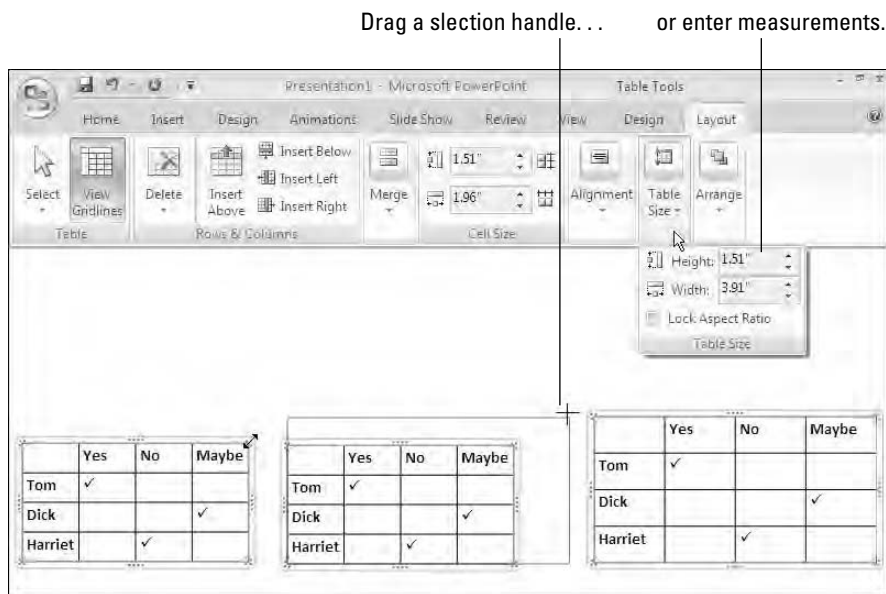 Drag a slection handle. . . or enter measurements.
Presentation1 - Microsoft PowerPoint Table Tools
Home Insert Design Animations Slide Show Review View Design Layout
Select View Gridlines Delete Insert Above Insert Below Insert Left Insert Right Merge 1.51" 1.96" Alignment Table Size Arrange
Table Rows & Columns Cell Size
Height: 1.51"
Width: 3.91"
Lock Aspect Ratio
Table Size
Yes No Maybe
Tom ✓
Dick ✓
Harriet ✓
Yes No Maybe
Tom ✓
Dick ✓
Harriet ✓
Yes No Maybe
Tom ✓
Dick ✓
Harriet ✓